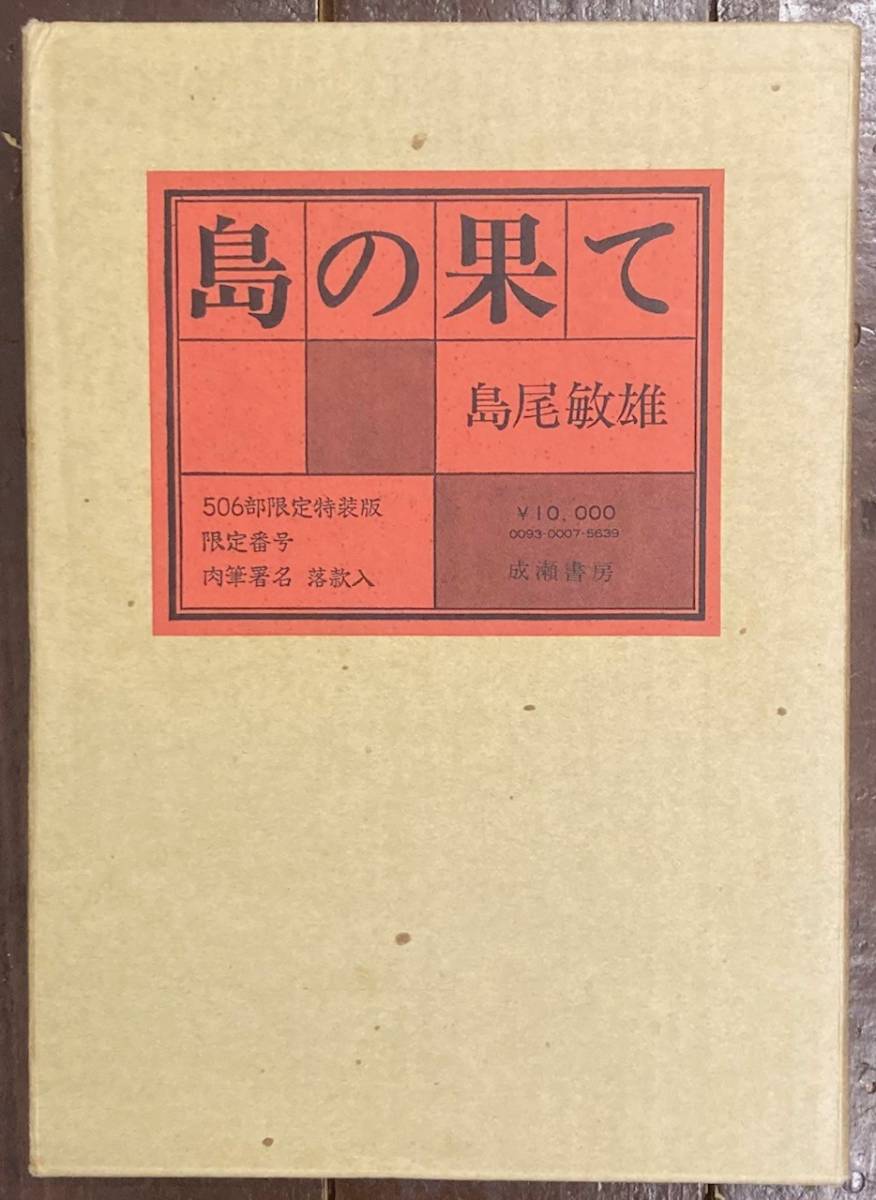 島の果て
島尾敏雄
506部限定特装版
限定番号
肉筆署名 落款入
¥10,000
0093-0007-5639
成瀬書房